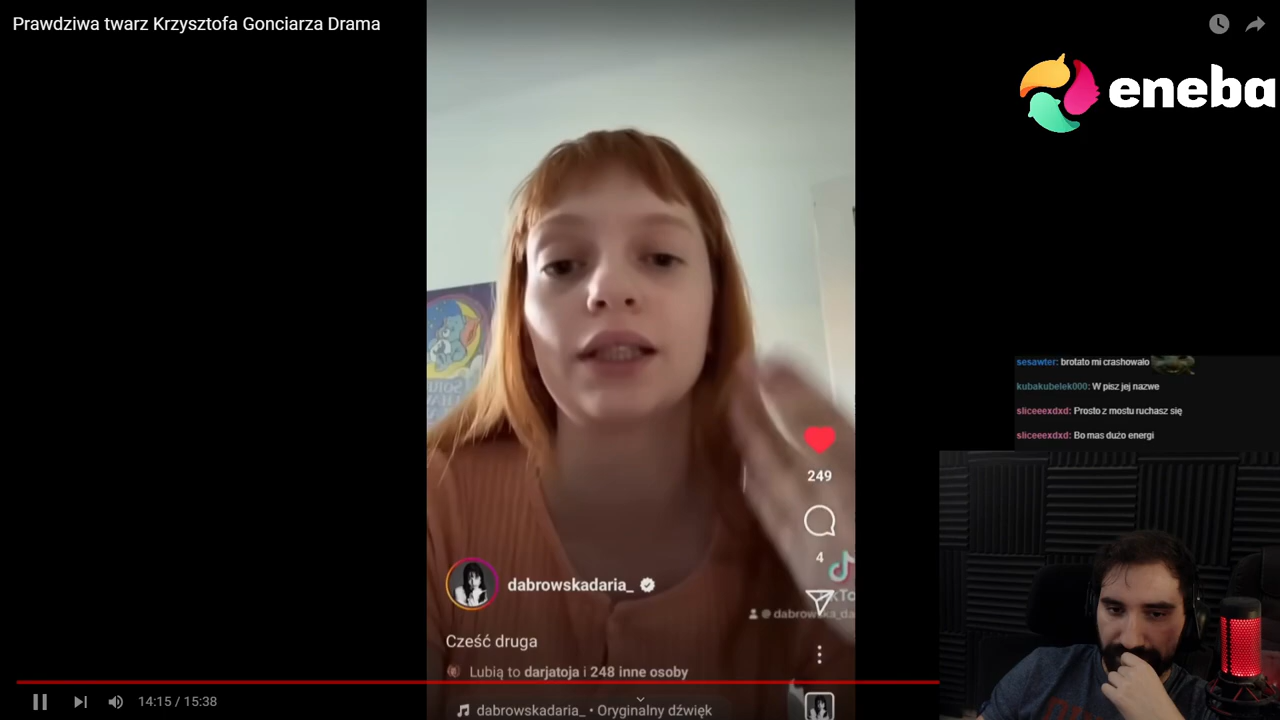 Prawdziwa twarz Krzysztofa Gonciarza Drama
eneba
sesawter: brotato mi crashowało
kubakubelek000: W pisz jej nazwe
sliceeexdxd: Prosto z mostu ruchasz się
sliceeexdxd: Bo mas dużo energi
249
4
dabrowskadaria_
@ dabrowska_da
Cześć druga
Lubią to darjatoja i 248 inne osoby
14:15 / 15:38
dabrowskadaria_ • Oryginalny dźwięk